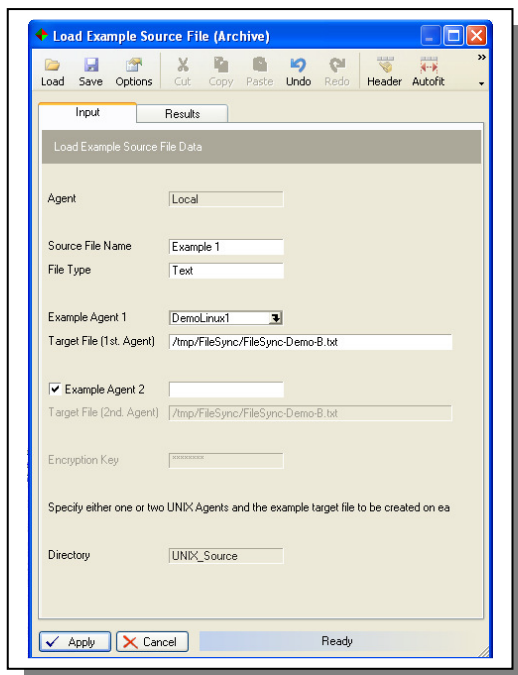 Load Example Source File (Archive)
Load Save Options Cut Copy Paste Undo Redo Header Autofit »
Input Results
Load Example Source File Data
Agent Local
Source File Name Example 1
File Type Text
Example Agent 1 DemoLinux1
Target File (1st. Agent) /tmp/FileSync/FileSync-Demo-B.txt
Example Agent 2
Target File (2nd. Agent) /tmp/FileSync/FileSync-Demo-B.txt
Encryption Key ********
Specify either one or two UNIX Agents and the example target file to be created on ea
Directory UNIX_Source
Apply Cancel Ready